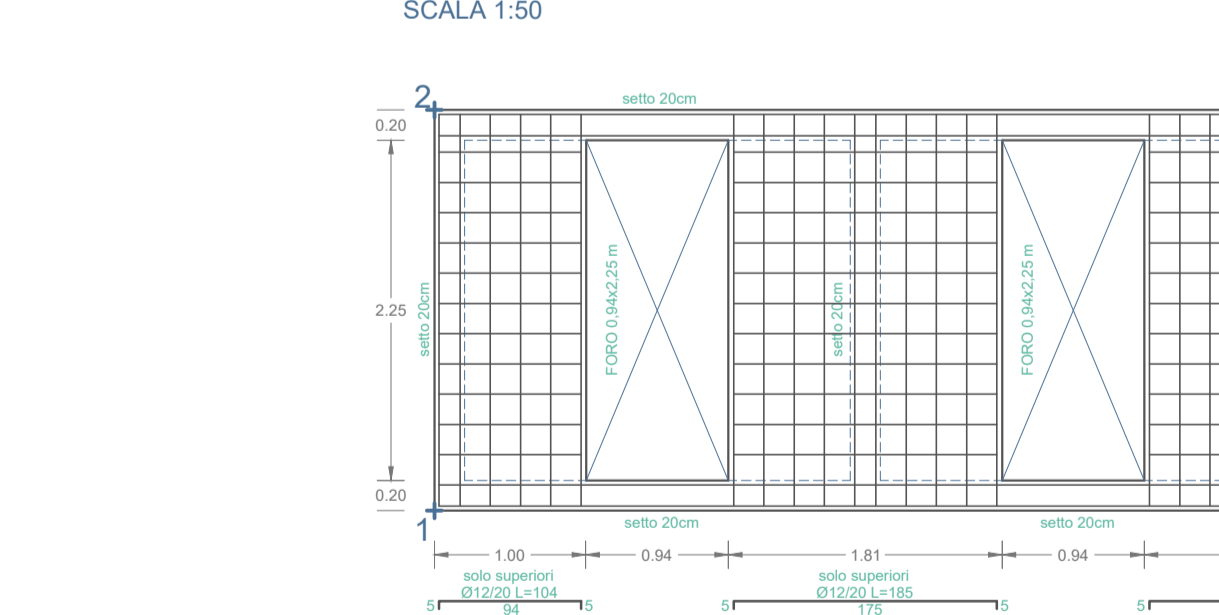 SCALA 1:50
2
setto 20cm
0.20
2.25
setto 20cm
FORO 0,94x2,25 m
setto 20cm
FORO 0,94x2,25 m
0.20
1
setto 20cm
setto 20cm
1.00
0.94
1.81
0.94
solo superiori
Ø12/20 L=104
5
94
5
solo superiori
Ø12/20 L=185
5
175
5
5